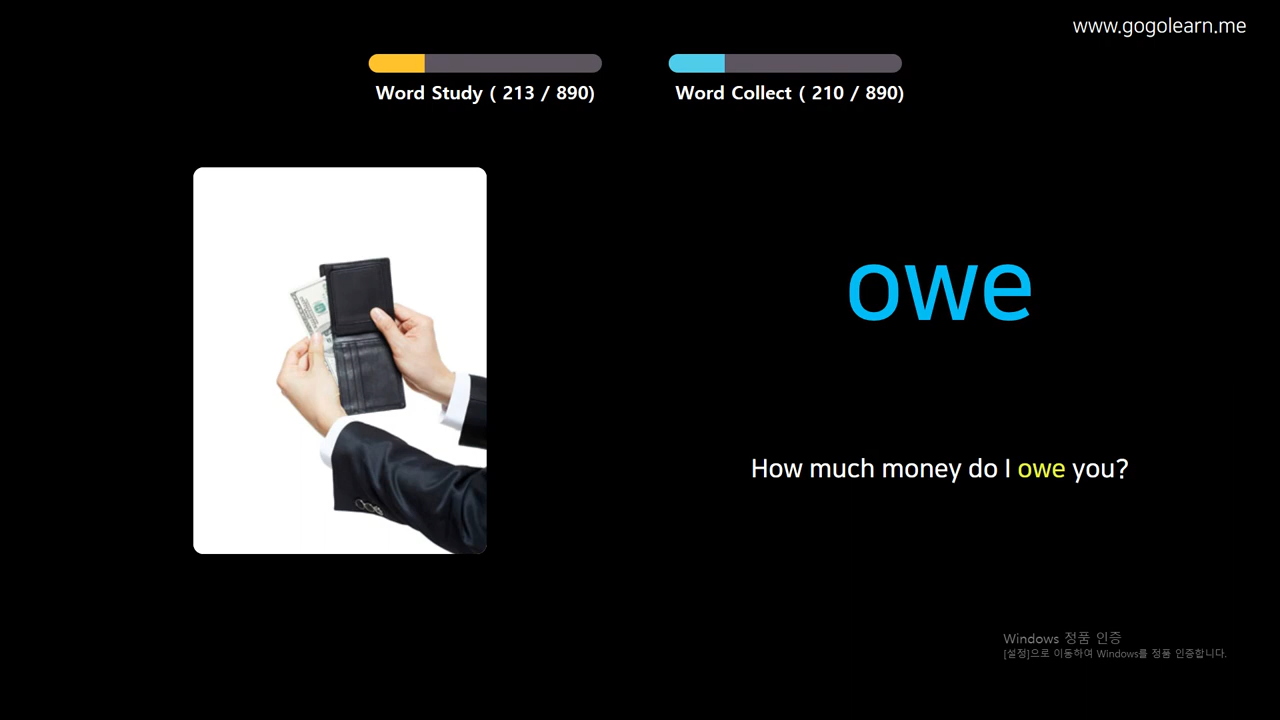 www.gogolearn.me
Word Study ( 213 / 890)
Word Collect ( 210 / 890)
owe
How much money do I owe you?
Windows 정품 인증
[설정]으로 이동하여 Windows를 정품 인증합니다.